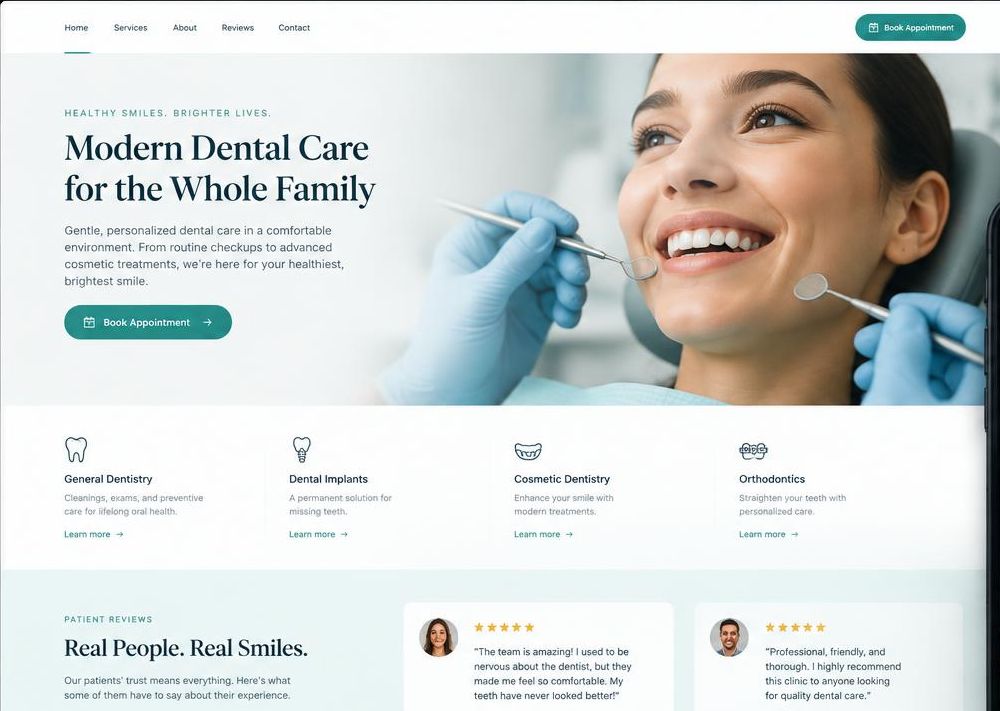 Home Services About Reviews Contact Book Appointment
HEALTHY SMILES. BRIGHTER LIVES.
Modern Dental Care
for the Whole Family
Gentle, personalized dental care in a comfortable
environment. From routine checkups to advanced
cosmetic treatments, we're here for your healthiest,
brightest smile.
Book Appointment →
General Dentistry
Cleanings, exams, and preventive
care for lifelong oral health.
Learn more →
Dental Implants
A permanent solution for
missing teeth.
Learn more →
Cosmetic Dentistry
Enhance your smile with
modern treatments.
Learn more →
Orthodontics
Straighten your teeth with
personalized care.
Learn more →
PATIENT REVIEWS
Real People. Real Smiles.
Our patients' trust means everything. Here's what
some of them have to say about their experience.
"The team is amazing! I used to be
nervous about the dentist, but they
made me feel so comfortable. My
teeth have never looked better!"
"Professional, friendly, and
thorough. I highly recommend
this clinic to anyone looking
for quality dental care."